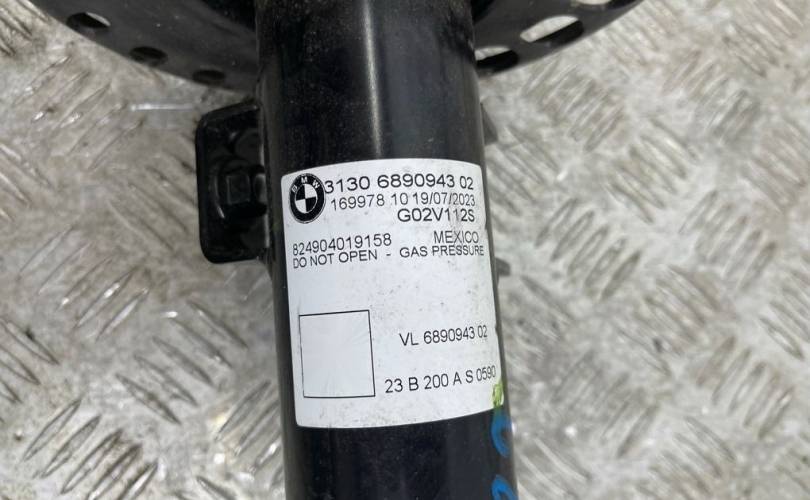 BMW
3130 6890943 02
169978 10 19/07/2023
G02V112S
824904019158 MEXICO
DO NOT OPEN - GAS PRESSURE
VL 6890943 02
23 B 200 A S 0590